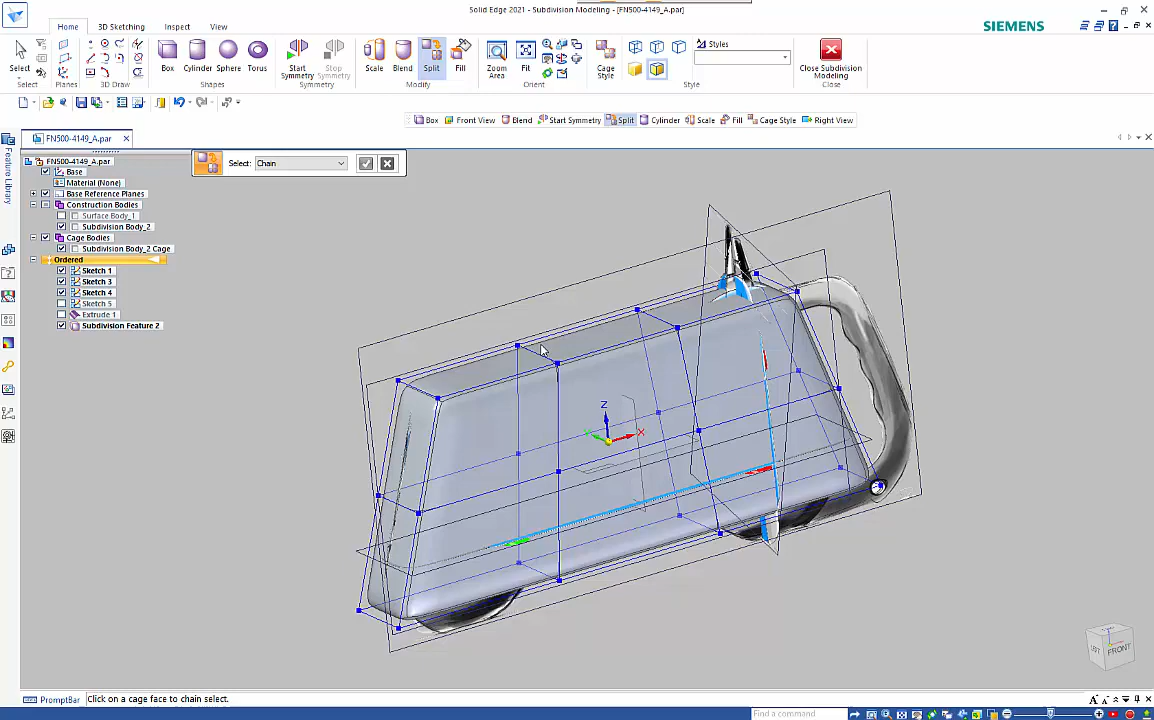 Solid Edge 2021 - Subdivision Modeling - [FN500-4149_A.par]
Home
3D Sketching
Inspect
View
SIEMENS
Select
Box
Cylinder
Sphere
Torus
Start Symmetry
Stop Symmetry
Scale
Blend
Split
Fill
Zoom Area
Fit
Cage Style
Styles
Close Subdivision Modeling
Select
Planes
3D Draw
Shapes
Modify
Orient
Style
Close
Box
Front View
Blend
Start Symmetry
Split
Cylinder
Scale
Fill
Cage Style
Right View
FN500-4149_A.par
Feature Library
FN500-4149_A.par
Base
Material (None)
Base Reference Planes
Construction Bodies
Surface Body_1
Subdivision Body_2
Cage Bodies
Subdivision Body_2 Cage
Ordered
Sketch 1
Sketch 3
Sketch 4
Sketch 5
Extrude 1
Subdivision Feature 2
Select:
Chain
Z
X
FRONT
PromptBar
Click on a cage face to chain select.
Find a command